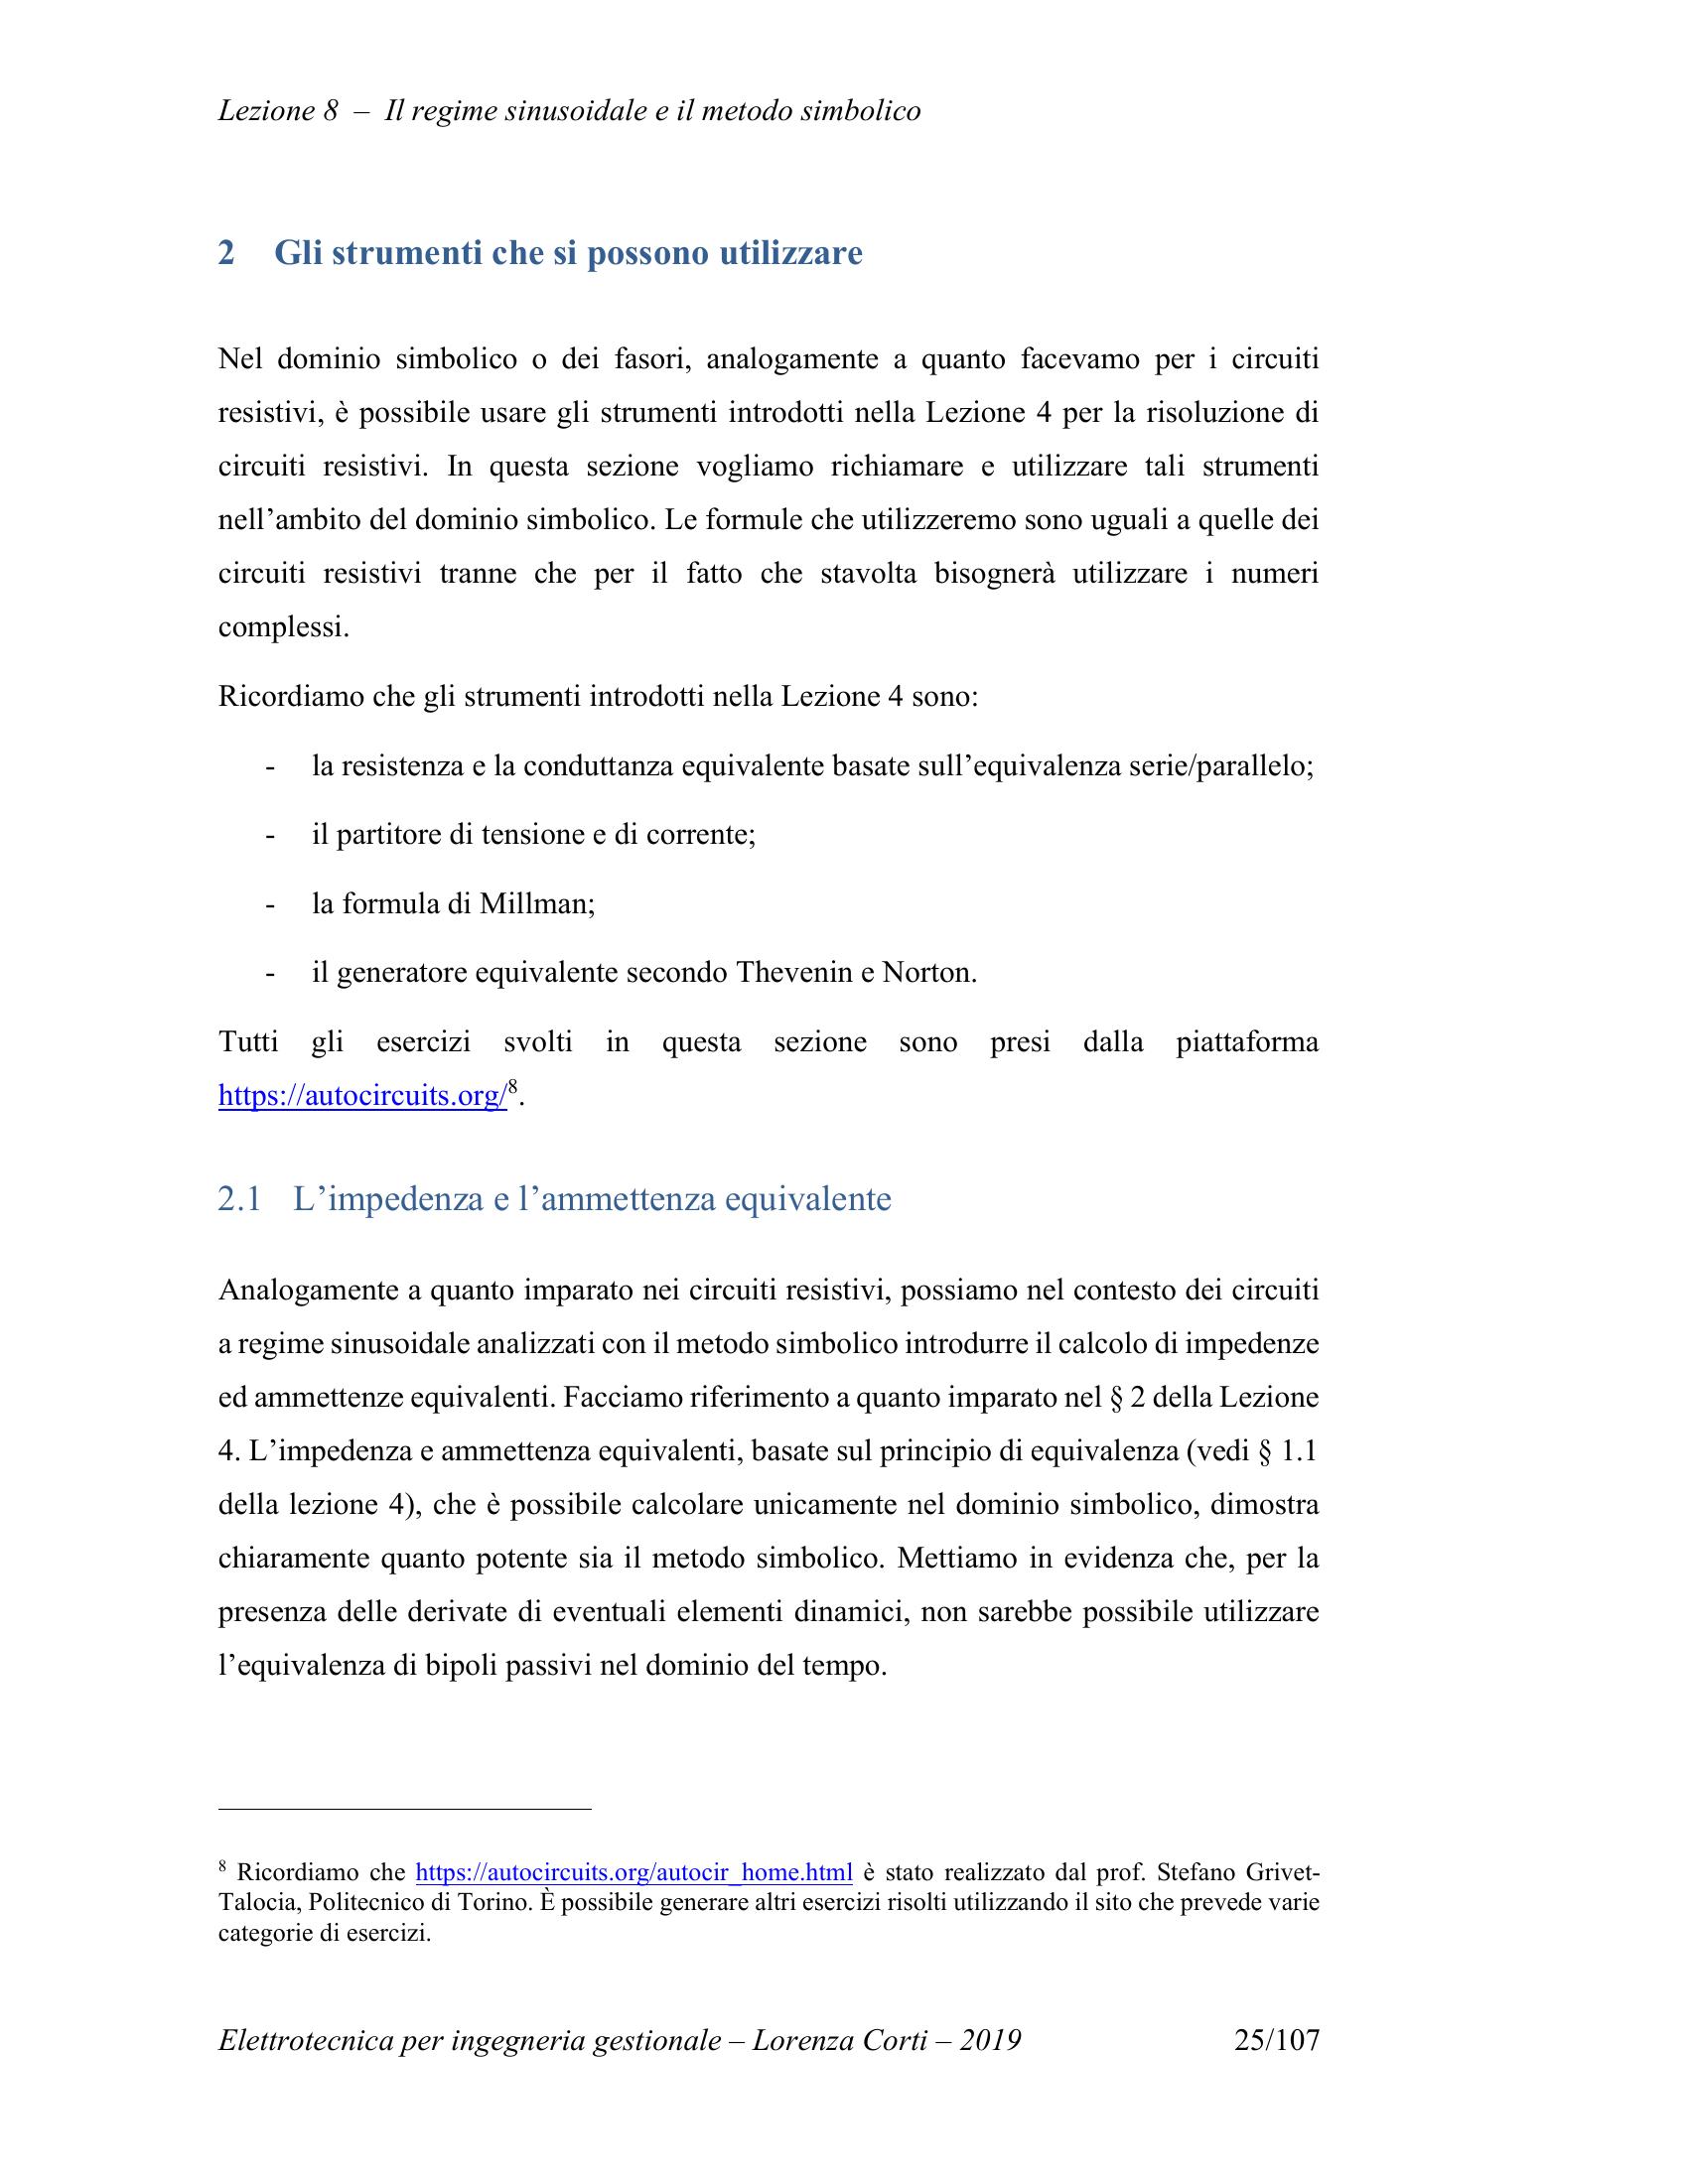 Lezione 8 – Il regime sinusoidale e il metodo simbolico
2 Gli strumenti che si possono utilizzare
Nel dominio simbolico o dei fasori, analogamente a quanto facevamo per i circuiti
resistivi, è possibile usare gli strumenti introdotti nella Lezione 4 per la risoluzione di
circuiti resistivi. In questa sezione vogliamo richiamare e utilizzare tali strumenti
nell’ambito del dominio simbolico. Le formule che utilizzeremo sono uguali a quelle dei
circuiti resistivi tranne che per il fatto che stavolta bisognerà utilizzare i numeri
complessi.
Ricordiamo che gli strumenti introdotti nella Lezione 4 sono:
- la resistenza e la conduttanza equivalente basate sull’equivalenza serie/parallelo;
- il partitore di tensione e di corrente;
- la formula di Millman;
- il generatore equivalente secondo Thevenin e Norton.
Tutti gli esercizi svolti in questa sezione sono presi dalla piattaforma
https://autocircuits.org/⁸.
2.1 L’impedenza e l’ammettenza equivalente
Analogamente a quanto imparato nei circuiti resistivi, possiamo nel contesto dei circuiti
a regime sinusoidale analizzati con il metodo simbolico introdurre il calcolo di impedenze
ed ammettenze equivalenti. Facciamo riferimento a quanto imparato nel § 2 della Lezione
4. L’impedenza e ammettenza equivalenti, basate sul principio di equivalenza (vedi § 1.1
della lezione 4), che è possibile calcolare unicamente nel dominio simbolico, dimostra
chiaramente quanto potente sia il metodo simbolico. Mettiamo in evidenza che, per la
presenza delle derivate di eventuali elementi dinamici, non sarebbe possibile utilizzare
l’equivalenza di bipoli passivi nel dominio del tempo.
⁸ Ricordiamo che https://autocircuits.org/autocir_home.html è stato realizzato dal prof. Stefano Grivet-
Talocia, Politecnico di Torino. È possibile generare altri esercizi risolti utilizzando il sito che prevede varie
categorie di esercizi.
Elettrotecnica per ingegneria gestionale – Lorenza Corti – 2019 25/107